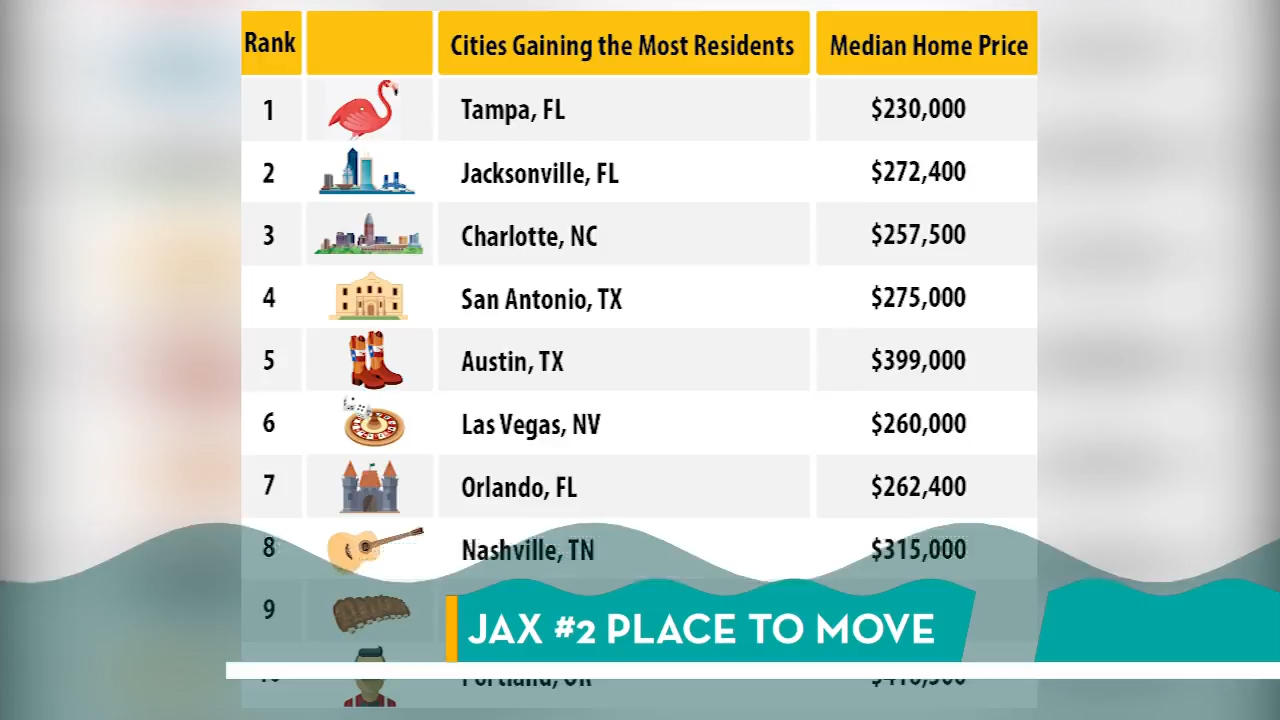 Rank Cities Gaining the Most Residents Median Home Price
1 Tampa, FL $230,000
2 Jacksonville, FL $272,400
3 Charlotte, NC $257,500
4 San Antonio, TX $275,000
5 Austin, TX $399,000
6 Las Vegas, NV $260,000
7 Orlando, FL $262,400
8 Nashville, TN $315,000
9
JAX #2 PLACE TO MOVE
Portland, OR